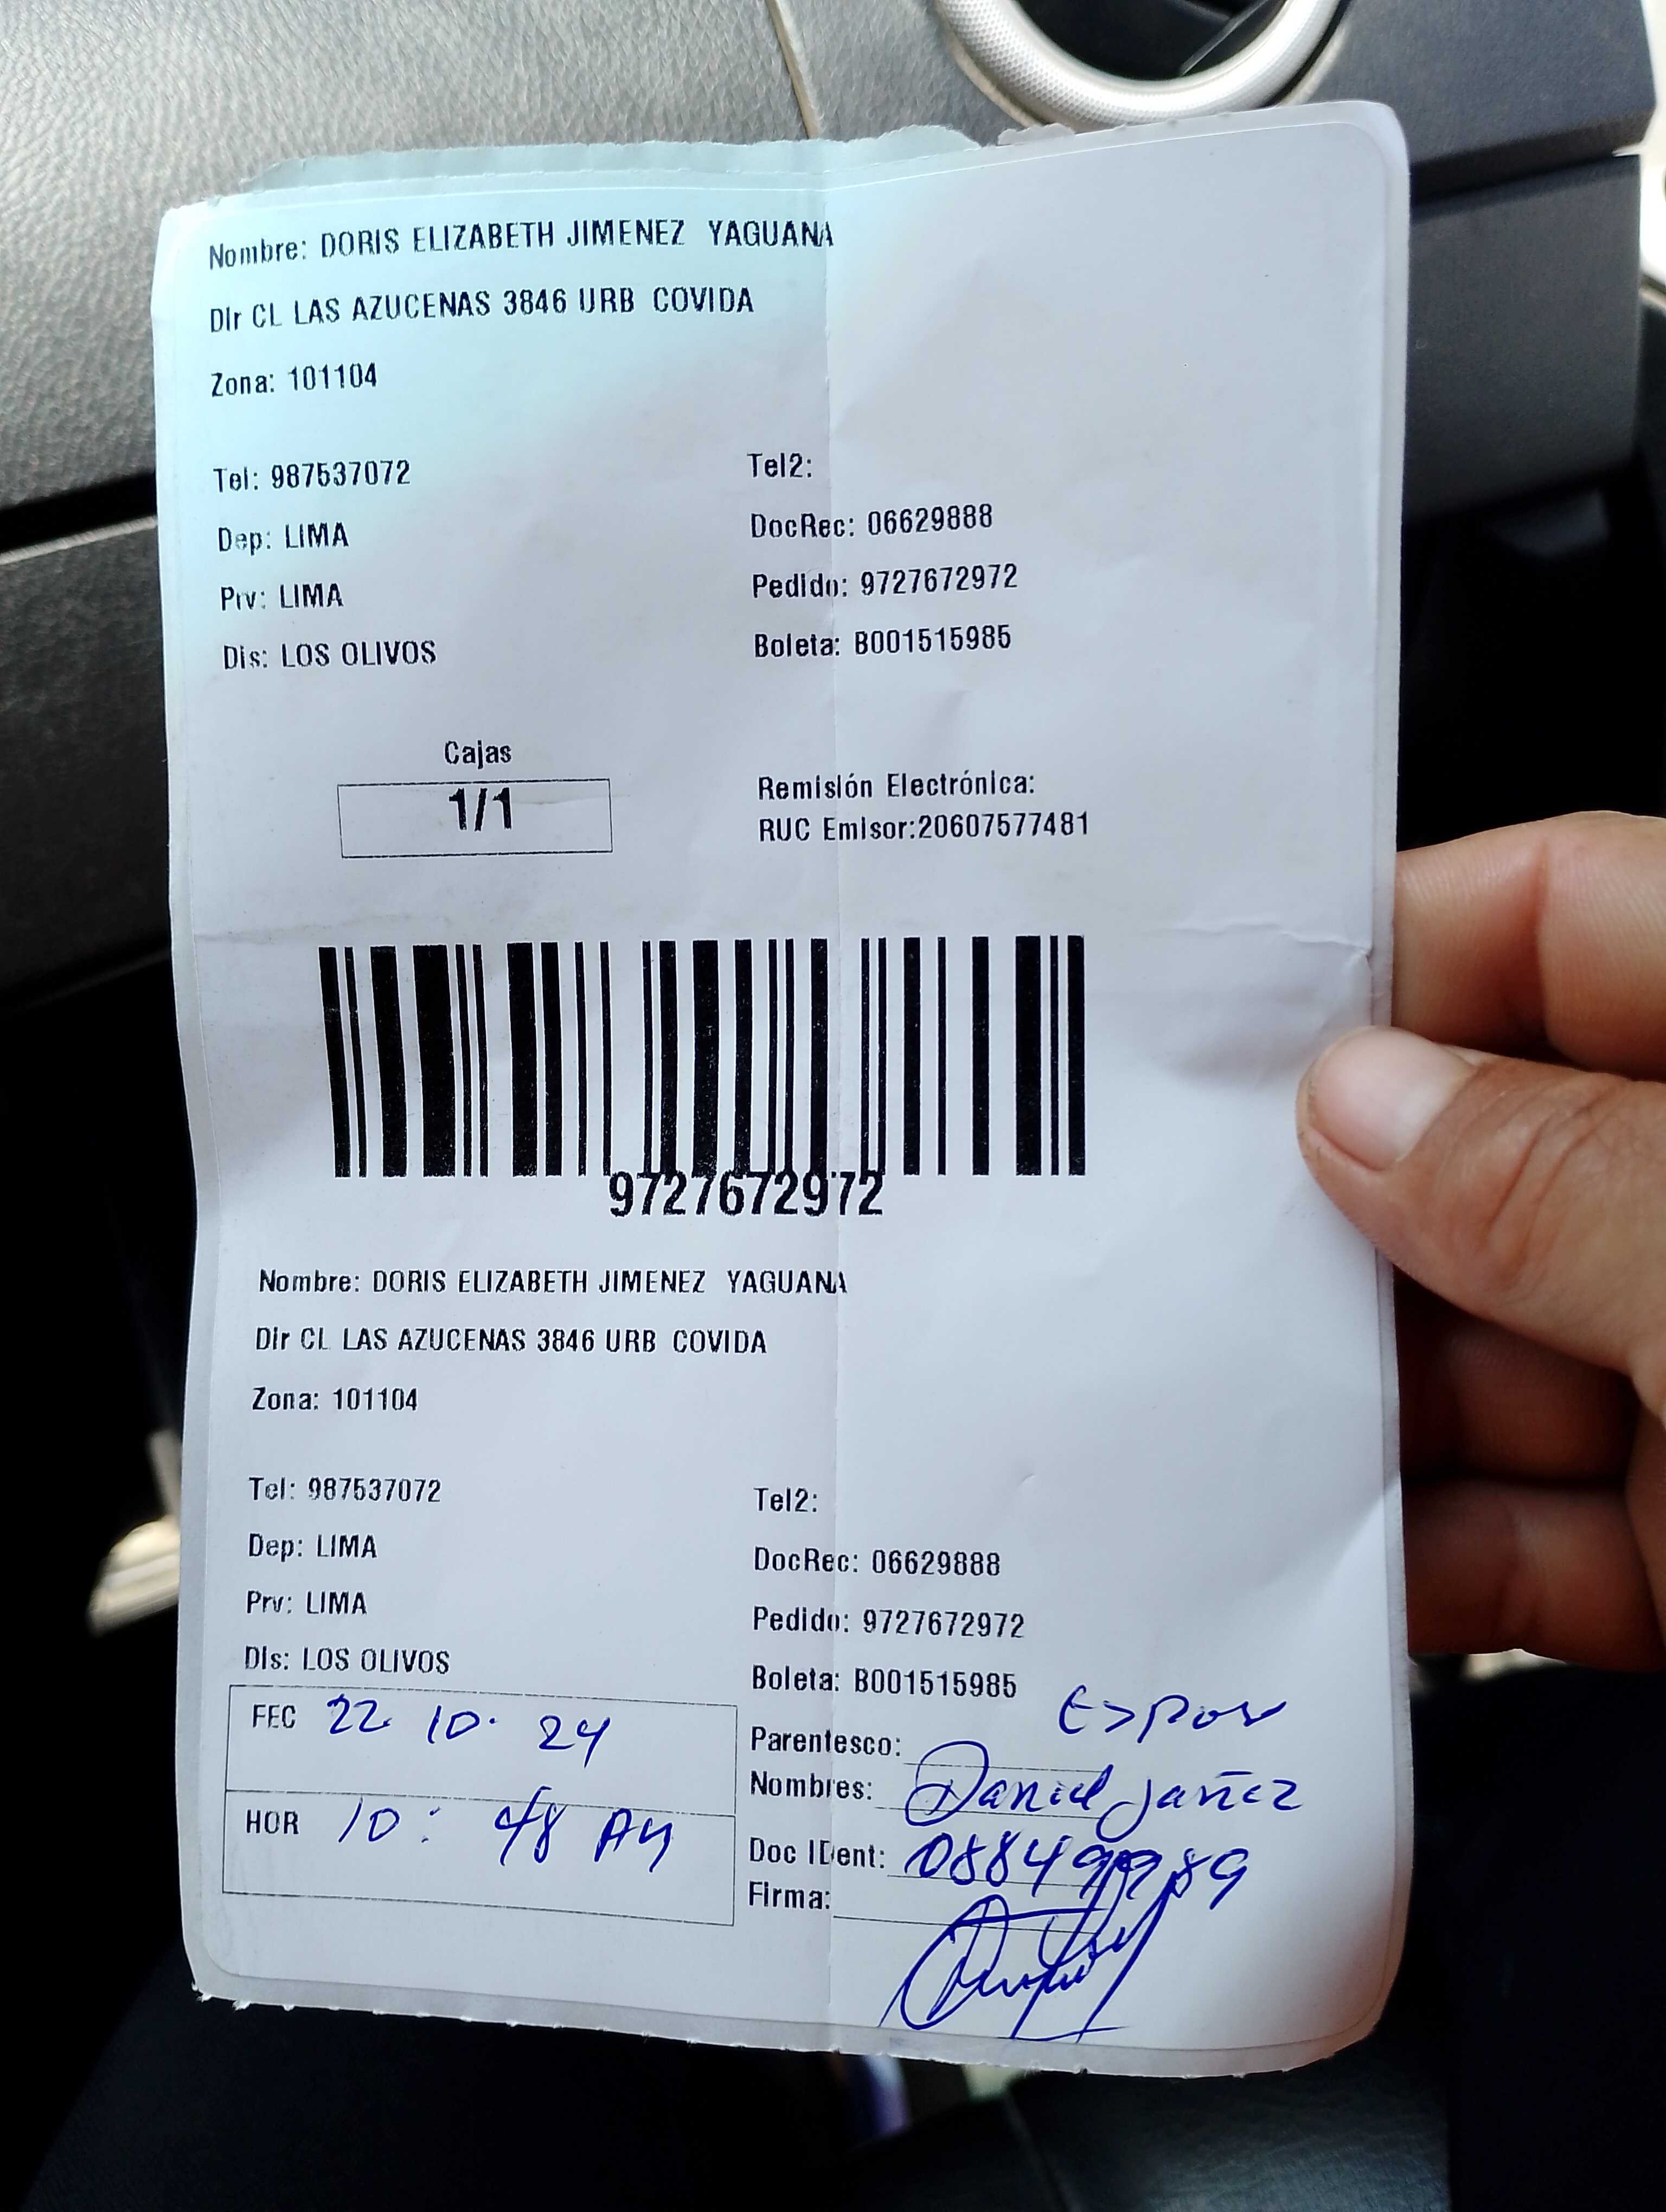 Nombre: DORIS ELIZABETH JIMENEZ YAGUANA
Dir CL LAS AZUCENAS 3846 URB COVIDA
Zona: 101104
Tel: 987537072
Tel2:
Dep: LIMA
DocRec: 06629888
Prv: LIMA
Pedido: 9727672972
Dis: LOS OLIVOS
Boleta: B001515985
Cajas
1/1
Remisión Electrónica:
RUC Emisor:20607577481
9727672972
Nombre: DORIS ELIZABETH JIMENEZ YAGUANA
Dir CL LAS AZUCENAS 3846 URB COVIDA
Zona: 101104
Tel: 987537072
Tel2:
Dep: LIMA
DocRec: 06629888
Prv: LIMA
Pedido: 9727672972
Dis: LOS OLIVOS
Boleta: B001515985
FEC 22 10. 24
HOR 10: 48 AM
Parentesco:
Nombres: Daniel
Doc IDent:
Firma: